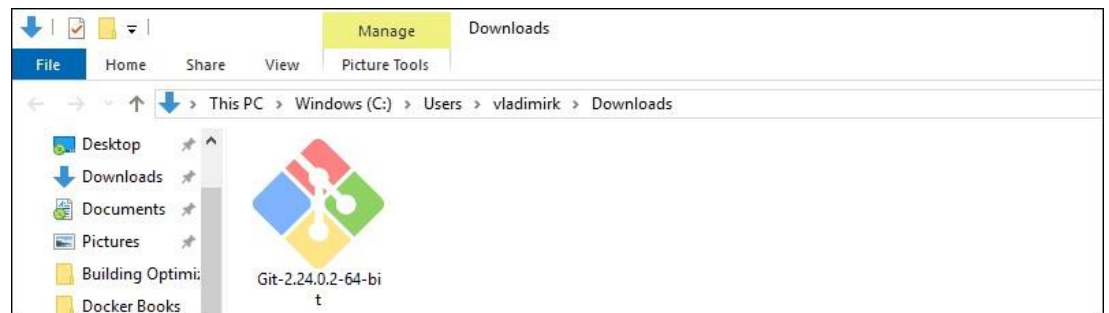 Manage
Downloads
File
Home
Share
View
Picture Tools
This PC > Windows (C:) > Users > vladimirk > Downloads
Desktop
Downloads
Documents
Pictures
Building Optimiz
Docker Books
Git-2.24.0.2-64-bi
t